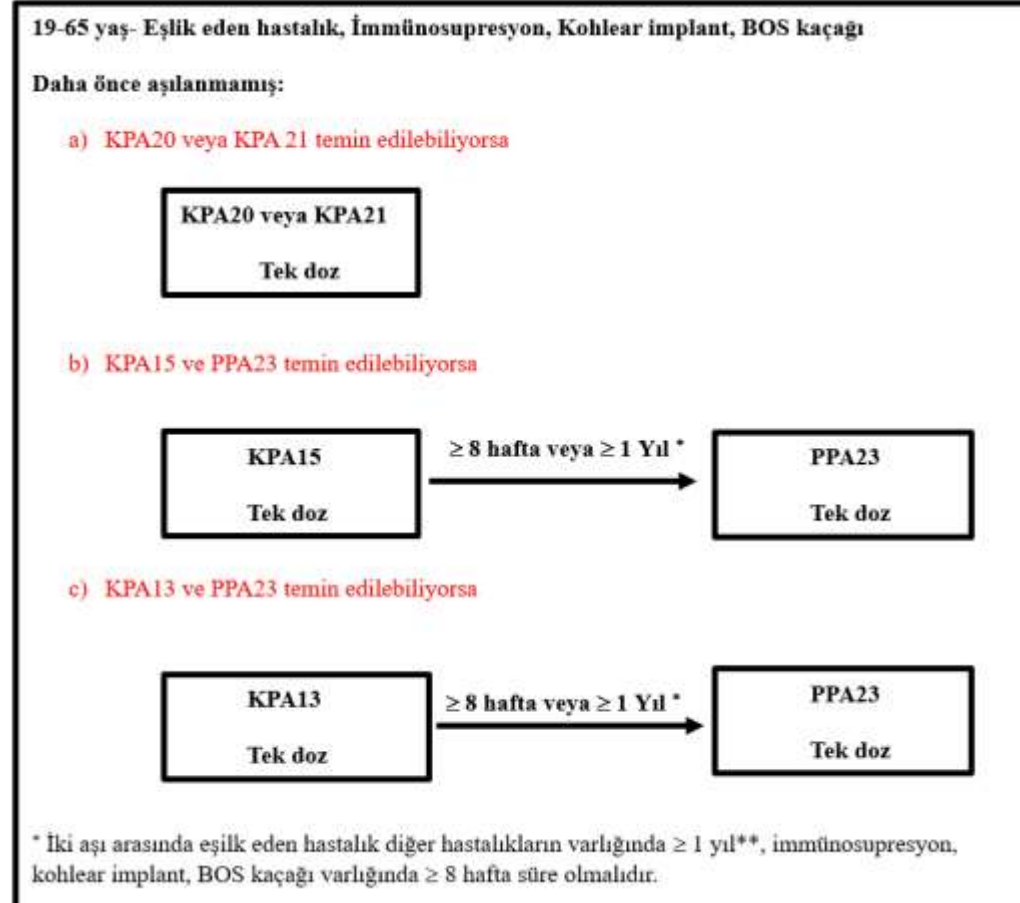 19-65 yaş- Eşlik eden hastalık, İmmünosupresyon, Kohlear implant, BOS kaçağı
Daha önce aşılanmamış:
a) KPA20 veya KPA 21 temin edilebiliyorsa
KPA20 veya KPA21
Tek doz
b) KPA15 ve PPA23 temin edilebiliyorsa
KPA15
Tek doz
≥ 8 hafta veya ≥ 1 Yıl *
PPA23
Tek doz
c) KPA13 ve PPA23 temin edilebiliyorsa
KPA13
Tek doz
≥ 8 hafta veya ≥ 1 Yıl *
PPA23
Tek doz
* İki aşı arasında eşilk eden hastalık diğer hastalıkların varlığında ≥ 1 yıl**, immünosupresyon,
kohlear implant, BOS kaçağı varlığında ≥ 8 hafta süre olmalıdır.